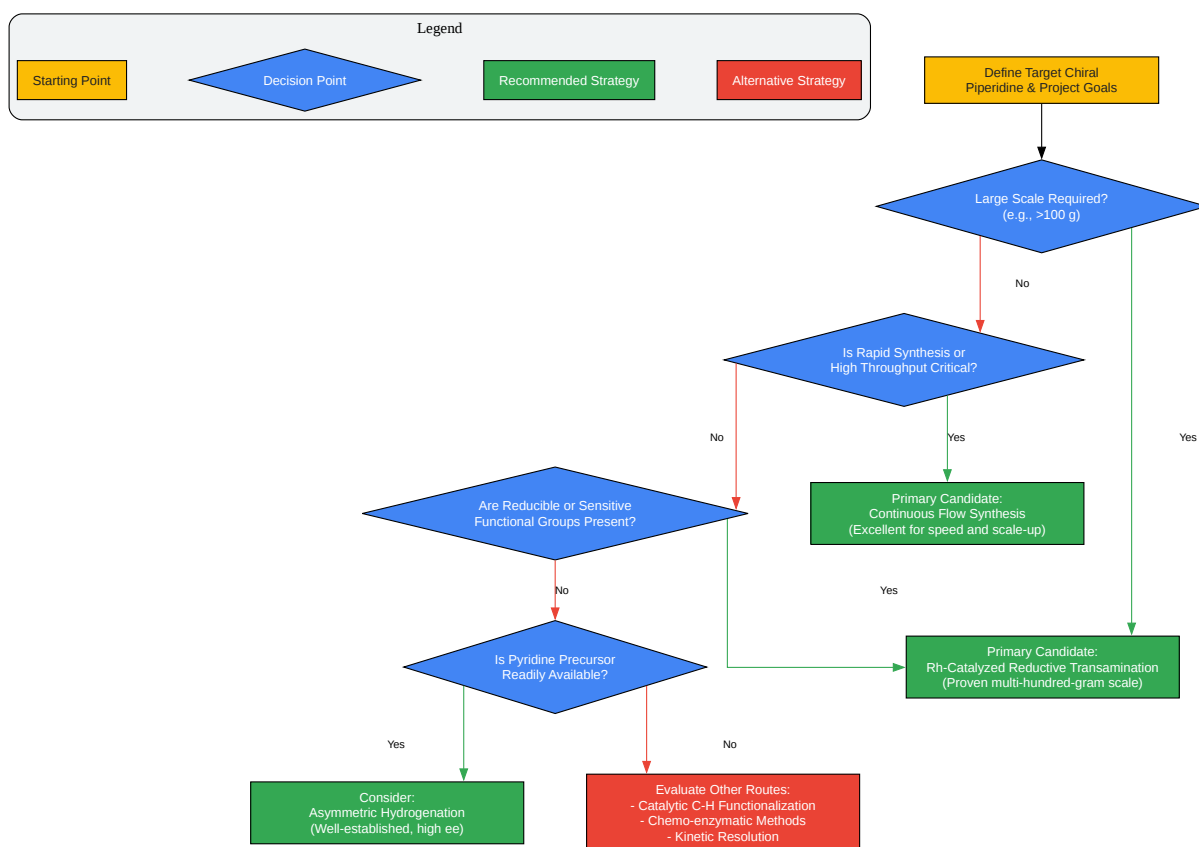 Legend
Starting Point
Decision Point
Recommended Strategy
Alternative Strategy
Define Target Chiral
Piperidine & Project Goals
Large Scale Required?
(e.g., >100 g)
No
Is Rapid Synthesis or
High Throughput Critical?
No
Yes
Yes
Are Reducible or Sensitive
Functional Groups Present?
Primary Candidate:
Continuous Flow Synthesis
(Excellent for speed and scale-up)
No
Yes
Is Pyridine Precursor
Readily Available?
Primary Candidate:
Rh-Catalyzed Reductive Transamination
(Proven multi-hundred-gram scale)
Yes
No
Consider:
Asymmetric Hydrogenation
(Well-established, high ee)
Evaluate Other Routes:
- Catalytic C-H Functionalization
- Chemo-enzymatic Methods
- Kinetic Resolution